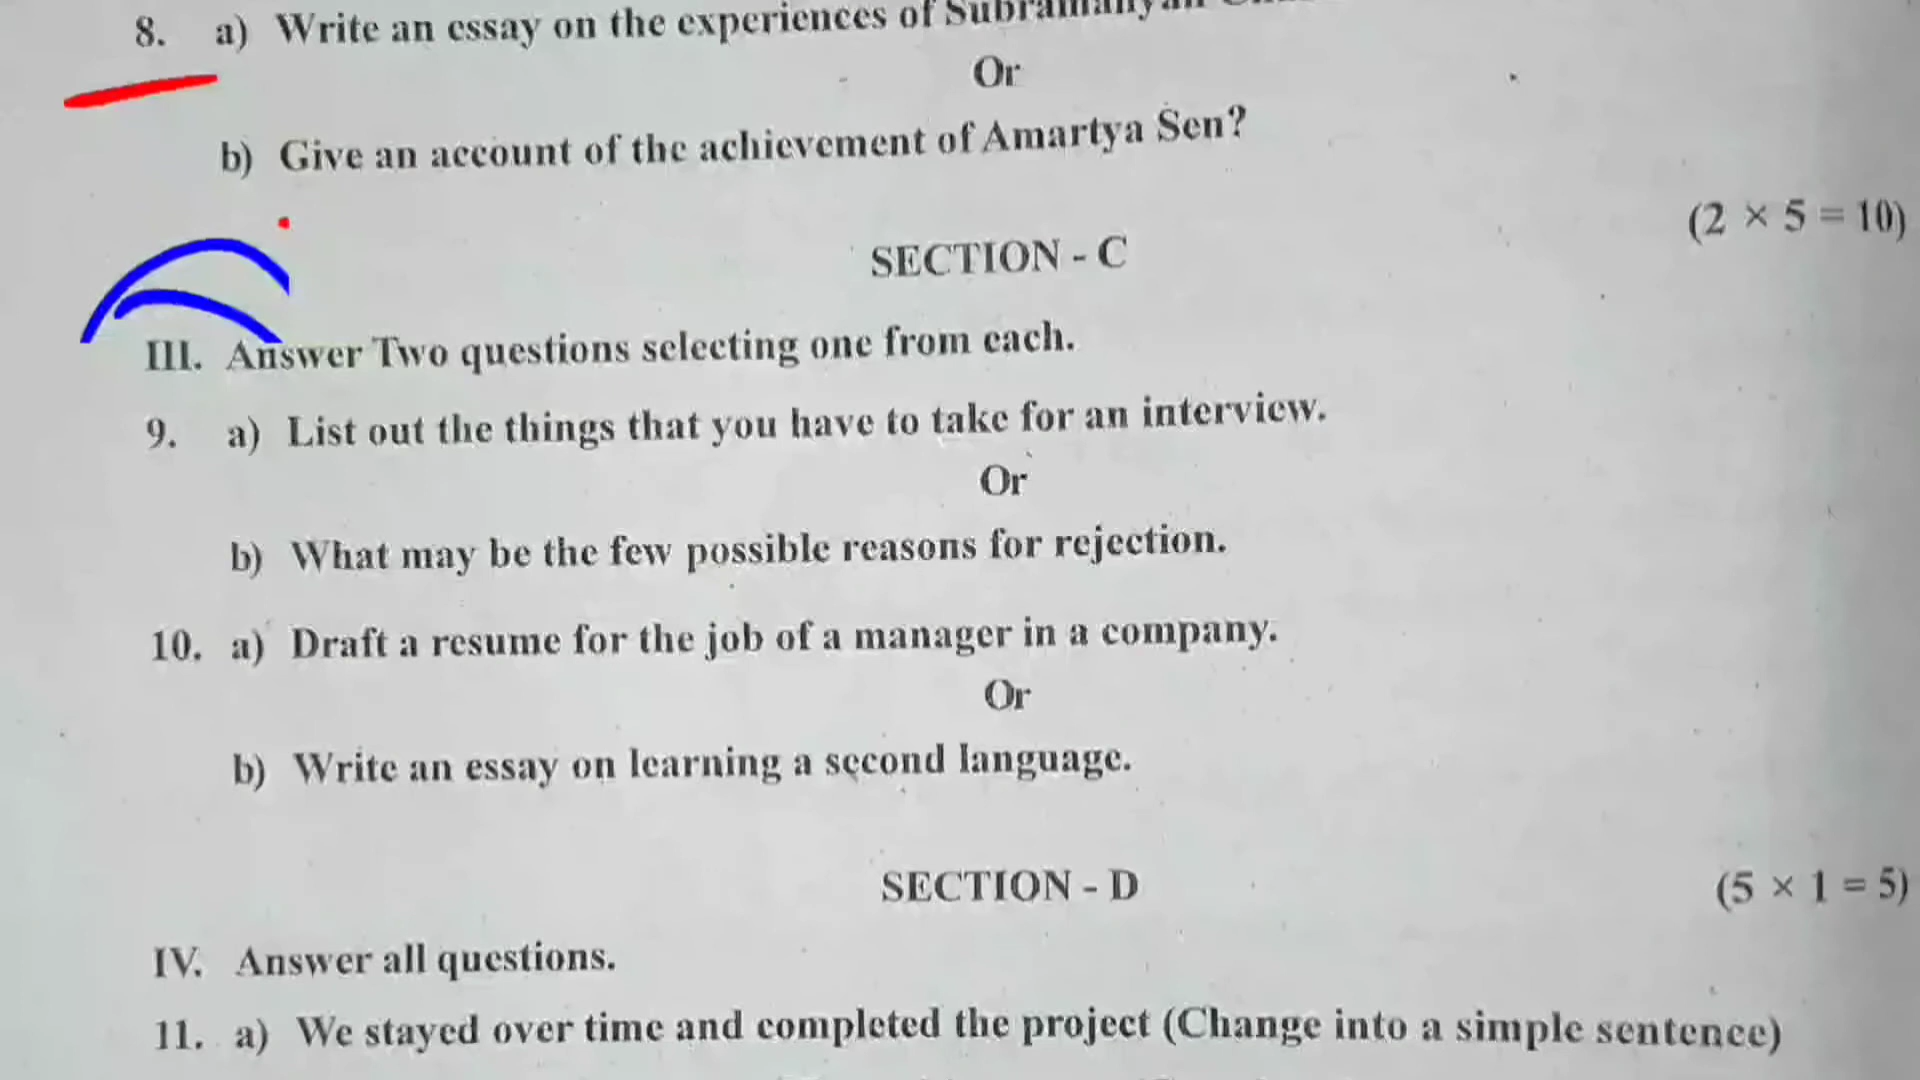 8. a) Write an essay on the experiences of Subramanyan
Or
b) Give an account of the achievement of Amartya Sen?
(2 × 5 = 10)
SECTION - C
III. Answer Two questions selecting one from each.
9. a) List out the things that you have to take for an interview.
Or
b) What may be the few possible reasons for rejection.
10. a) Draft a resume for the job of a manager in a company.
Or
b) Write an essay on learning a second language.
SECTION - D
(5 × 1 = 5)
IV. Answer all questions.
11. a) We stayed over time and completed the project (Change into a simple sentence)